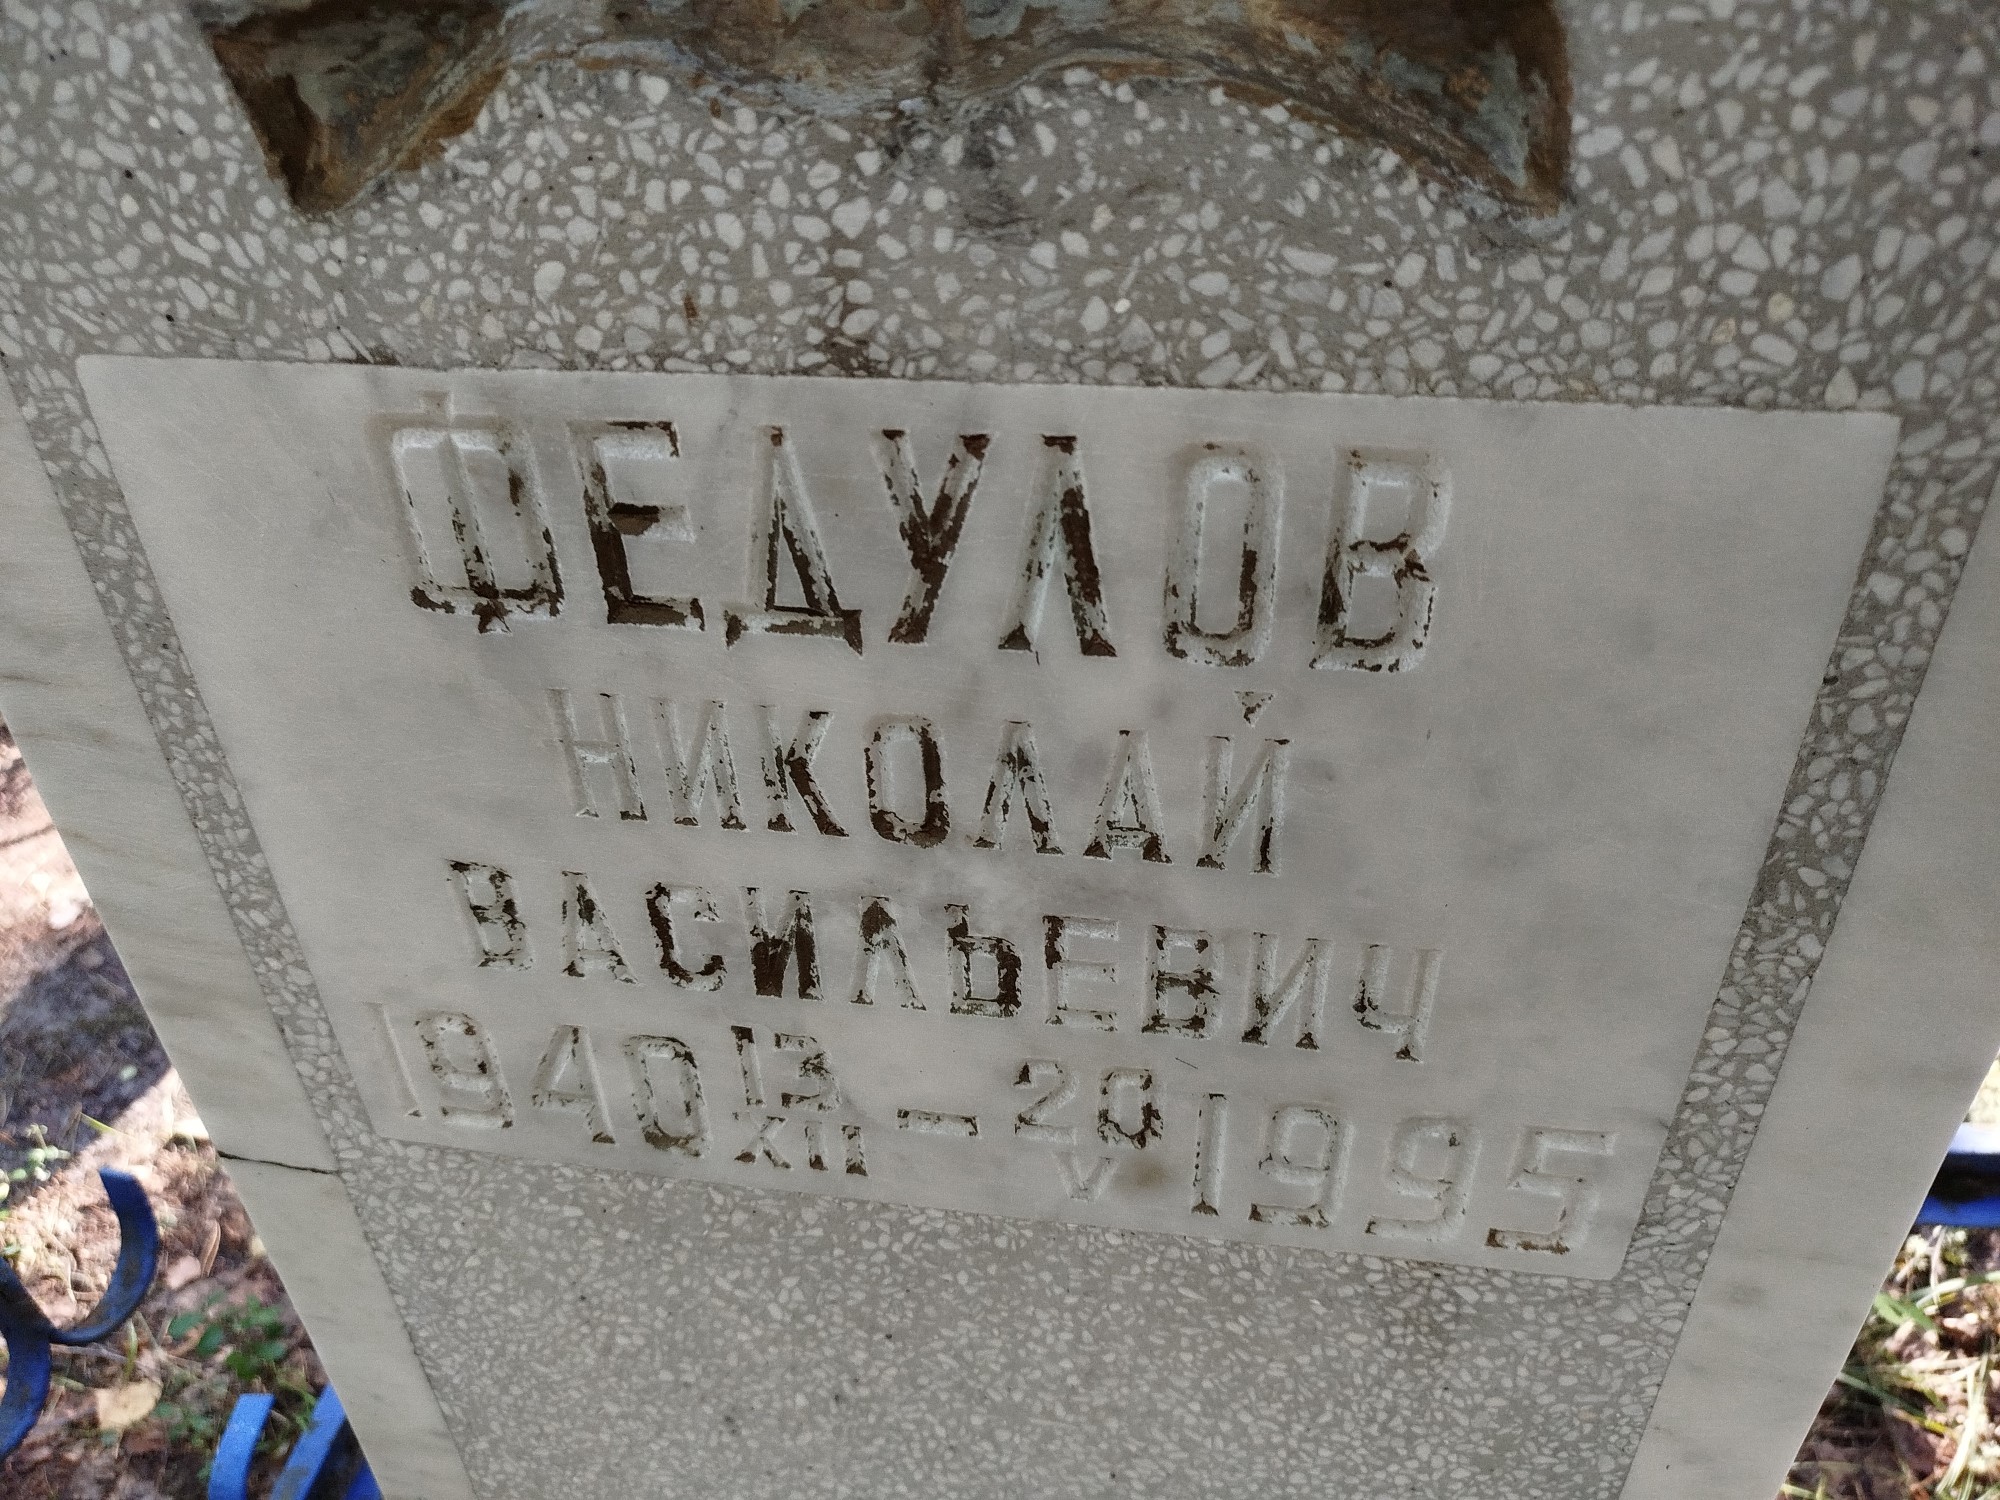 ФЕДУЛОВ
НИКОЛАЙ
ВАСИЛЬЕВИЧ
1940 13/XII – 20/V 1995